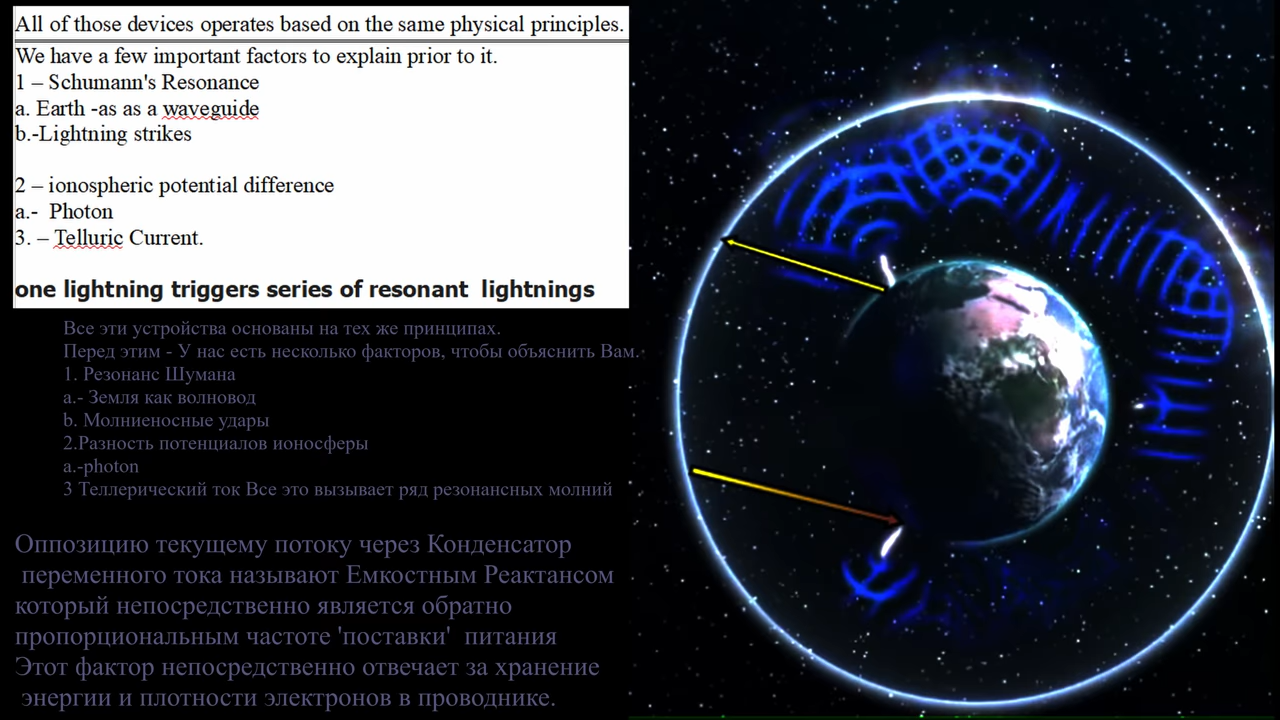 All of those devices operates based on the same physical principles.
We have a few important factors to explain prior to it.
1 – Schumann's Resonance
a. Earth -as as a waveguide
b.-Lightning strikes
2 – ionospheric potential difference
a.-  Photon
3. – Telluric Current.
one lightning triggers series of resonant  lightnings
Все эти устройства основаны на тех же принципах.
Перед этим - У нас есть несколько факторов, чтобы объяснить Вам.
1. Резонанс Шумана
a.- Земля как волновод
b. Молниеносные удары
2.Разность потенциалов ионосферы
a.-photon
3 Теллерический ток Все это вызывает ряд резонансных молний
Оппозицию текущему потоку через Конденсатор
переменного тока называют Емкостным Реактансом
который непосредственно является обратно
пропорциональным частоте 'поставки'  питания
Этот фактор непосредственно отвечает за хранение
энергии и плотности электронов в проводнике.